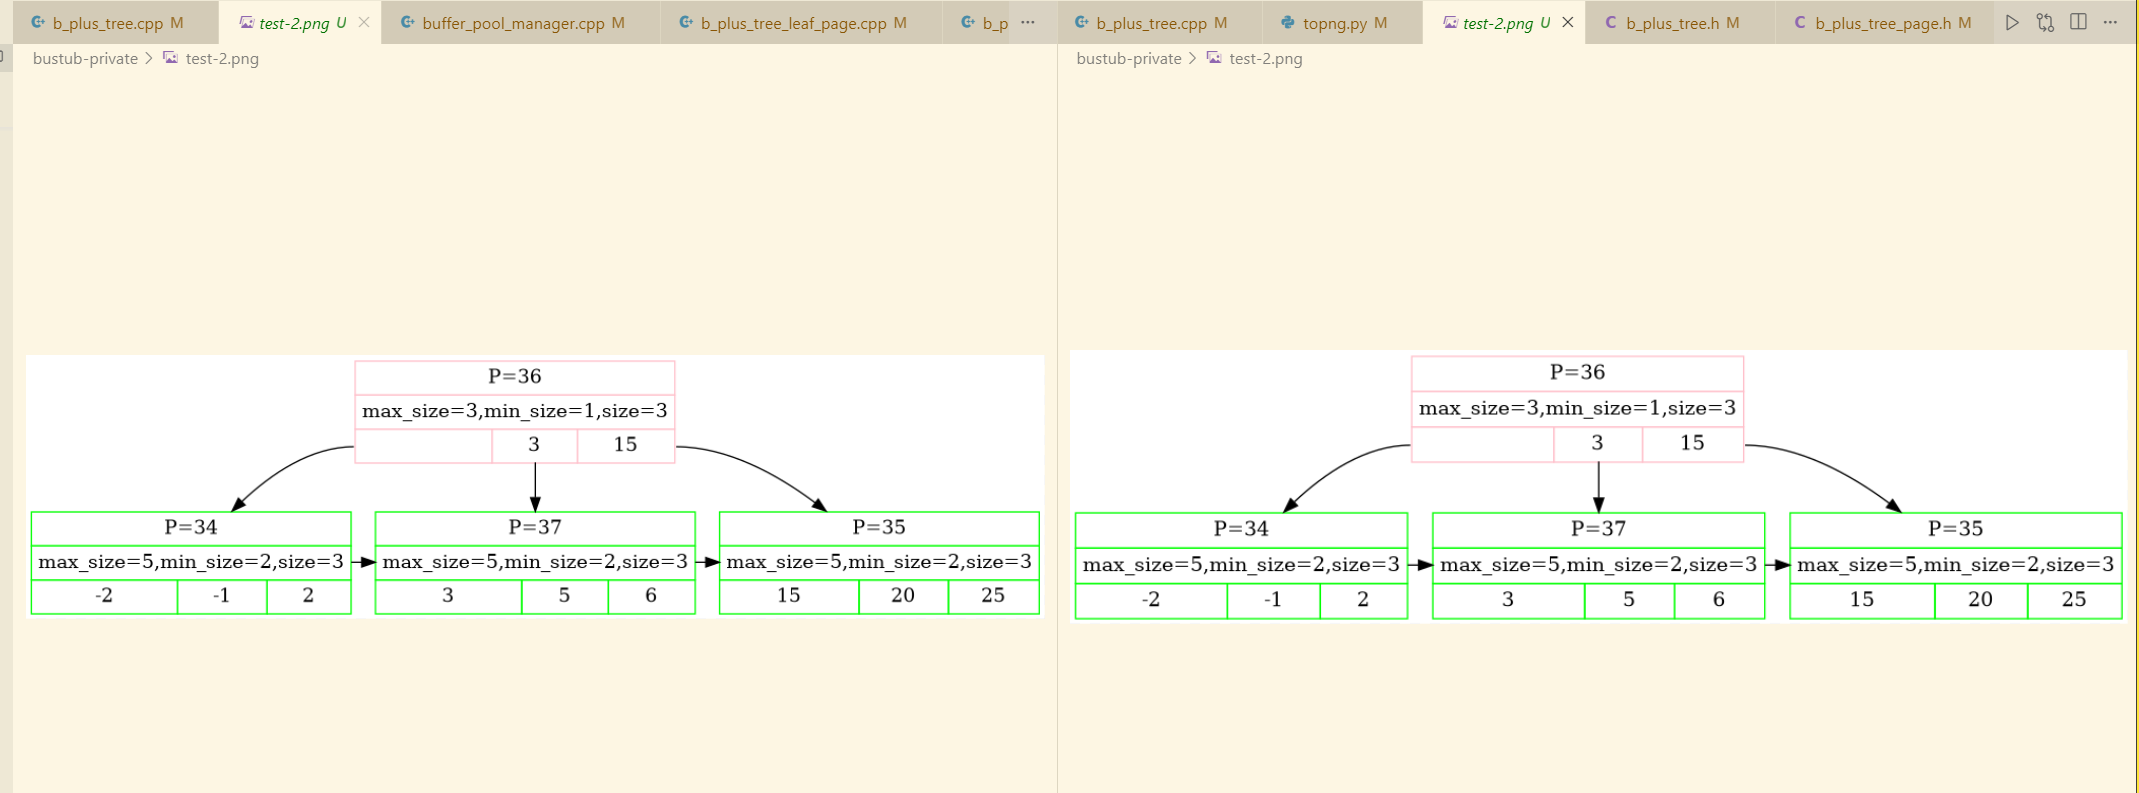 b_plus_tree.cpp M test-2.png U buffer_pool_manager.cpp M b_plus_tree_leaf_page.cpp M b_p ...
bustub-private > test-2.png
P=36
max_size=3,min_size=1,size=3
3 15
P=34 P=37 P=35
max_size=5,min_size=2,size=3 max_size=5,min_size=2,size=3 max_size=5,min_size=2,size=3
-2 -1 2 3 5 6 15 20 25
b_plus_tree.cpp M topng.py M test-2.png U C b_plus_tree.h M C b_plus_tree_page.h M ...
bustub-private > test-2.png
P=36
max_size=3,min_size=1,size=3
3 15
P=34 P=37 P=35
max_size=5,min_size=2,size=3 max_size=5,min_size=2,size=3 max_size=5,min_size=2,size=3
-2 -1 2 3 5 6 15 20 25